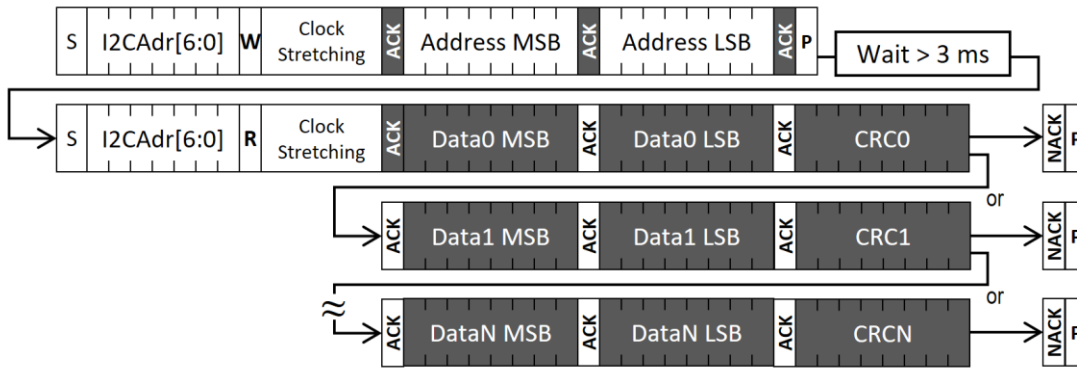 S I2CAdr[6:0] W Clock Stretching ACK Address MSB ACK Address LSB ACK P Wait > 3 ms
S I2CAdr[6:0] R Clock Stretching ACK Data0 MSB ACK Data0 LSB ACK CRC0 NACK P
or
ACK Data1 MSB ACK Data1 LSB ACK CRC1 NACK P
or
≈ ACK DataN MSB ACK DataN LSB ACK CRCN NACK P